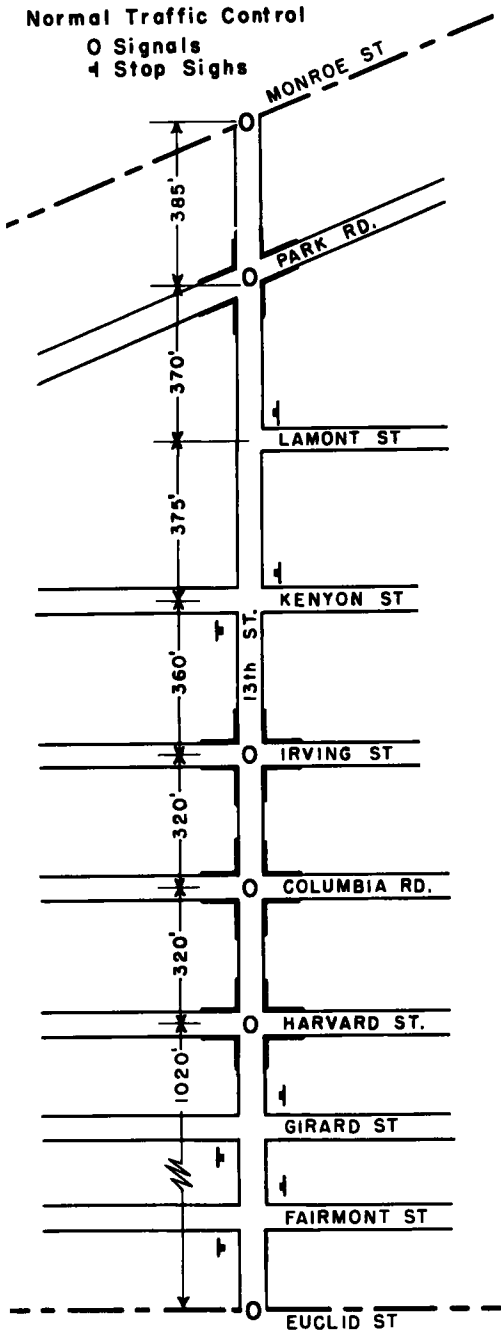 Normal Traffic Control
O Signals
Stop Sighs
MONROE ST
385'
PARK RD.
370'
LAMONT ST
375'
KENYON ST
13th ST.
360'
IRVING ST
320'
COLUMBIA RD.
320'
HARVARD ST.
1020'
GIRARD ST
FAIRMONT ST
EUCLID ST